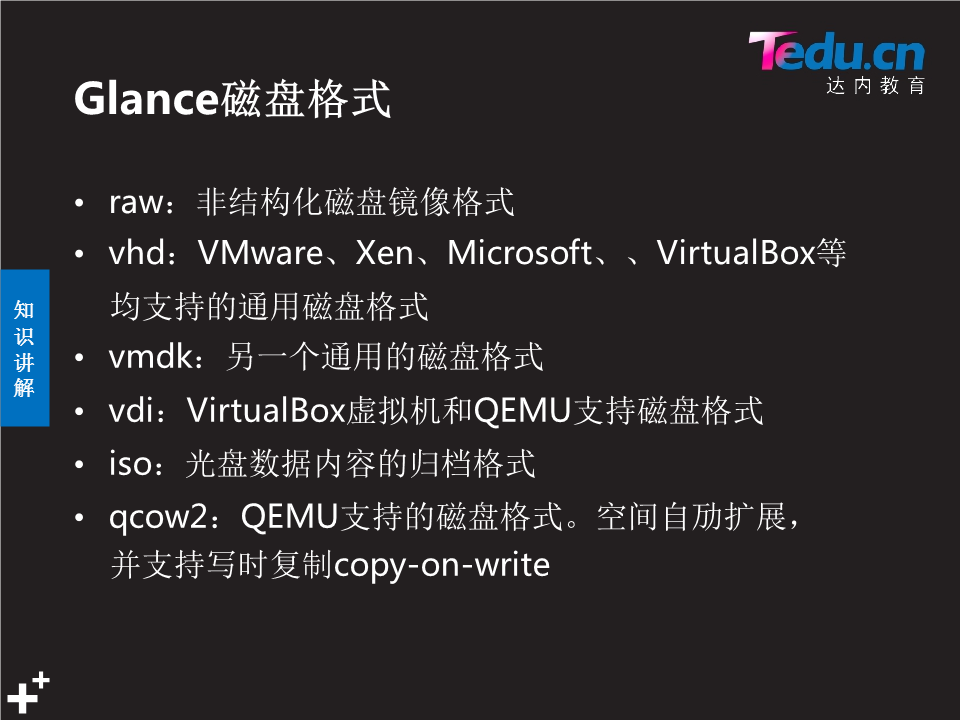 Tedu.cn
达内教育
Glance磁盘格式
• raw：非结构化磁盘镜像格式
• vhd：VMware、Xen、Microsoft、、VirtualBox等
均支持的通用磁盘格式
• vmdk：另一个通用的磁盘格式
• vdi：VirtualBox虚拟机和QEMU支持磁盘格式
• iso：光盘数据内容的归档格式
• qcow2：QEMU支持的磁盘格式。空间自劢扩展，
并支持写时复制copy-on-write
知
识
讲
解